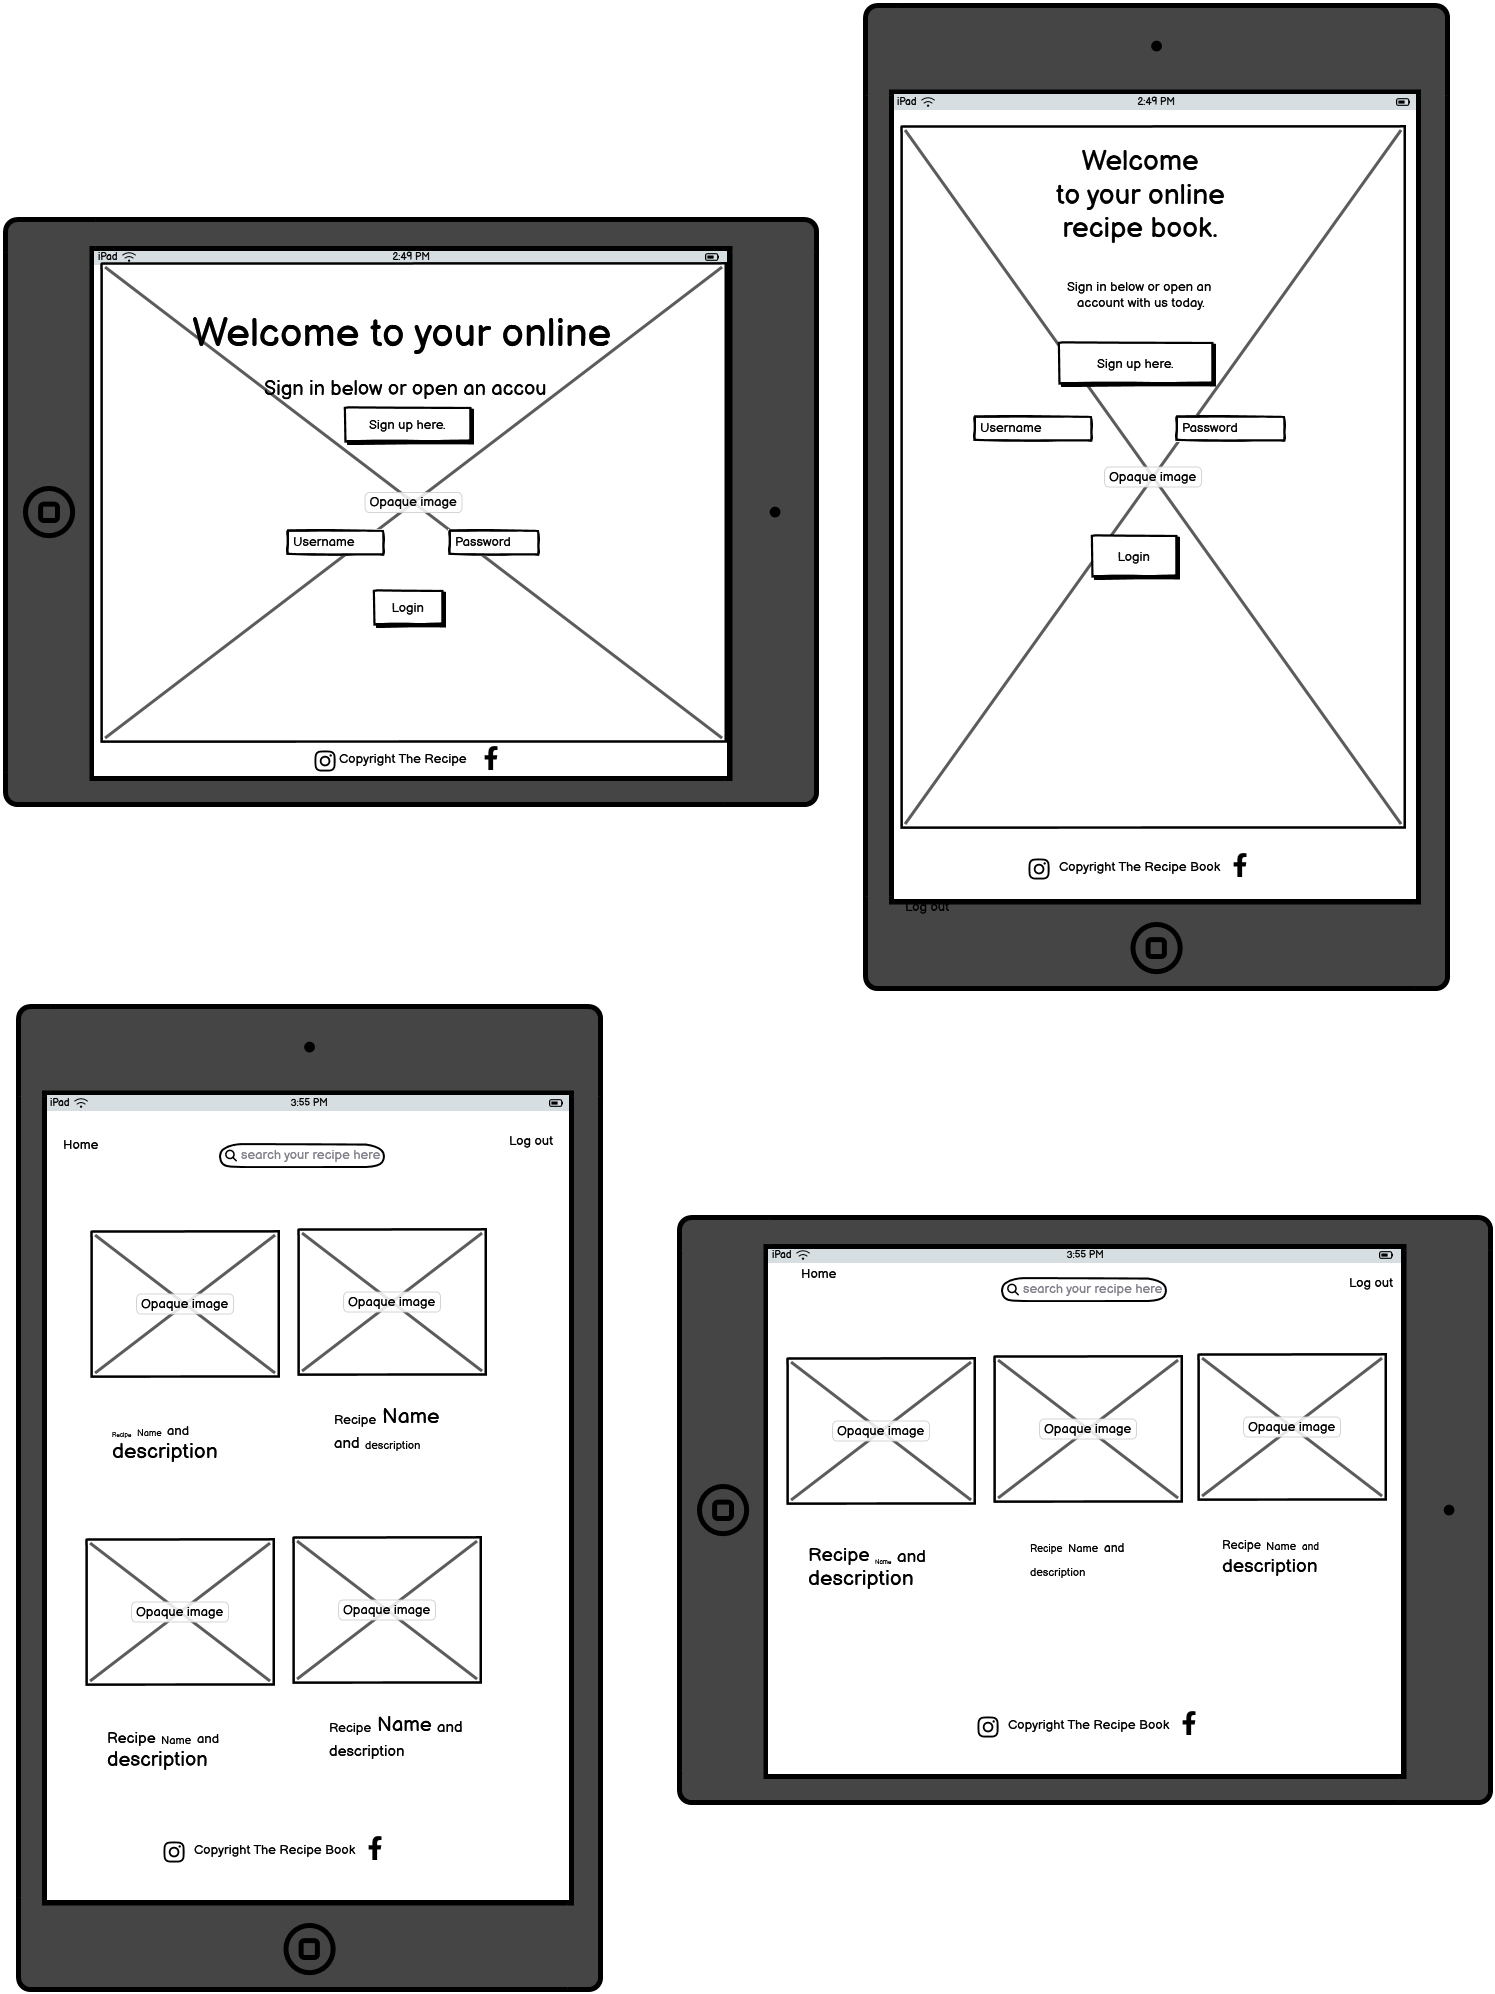 iPad 2:49 PM
Welcome to your online
Sign in below or open an accou
Sign up here.
Opaque image
Username Password
Login
Copyright The Recipe
iPad 2:49 PM
Welcome
to your online
recipe book.
Sign in below or open an
account with us today.
Sign up here.
Username Password
Opaque image
Login
Copyright The Recipe Book
Log out
iPad 3:55 PM
Home search your recipe here Log out
Opaque image Opaque image
Recipe Name and
description
Recipe Name
and description
Opaque image Opaque image
Recipe Name and
description
Recipe Name and
description
Copyright The Recipe Book
iPad 3:55 PM
Home search your recipe here Log out
Opaque image Opaque image Opaque image
Recipe Name and
description
Recipe Name and
description
Recipe Name and
description
Copyright The Recipe Book